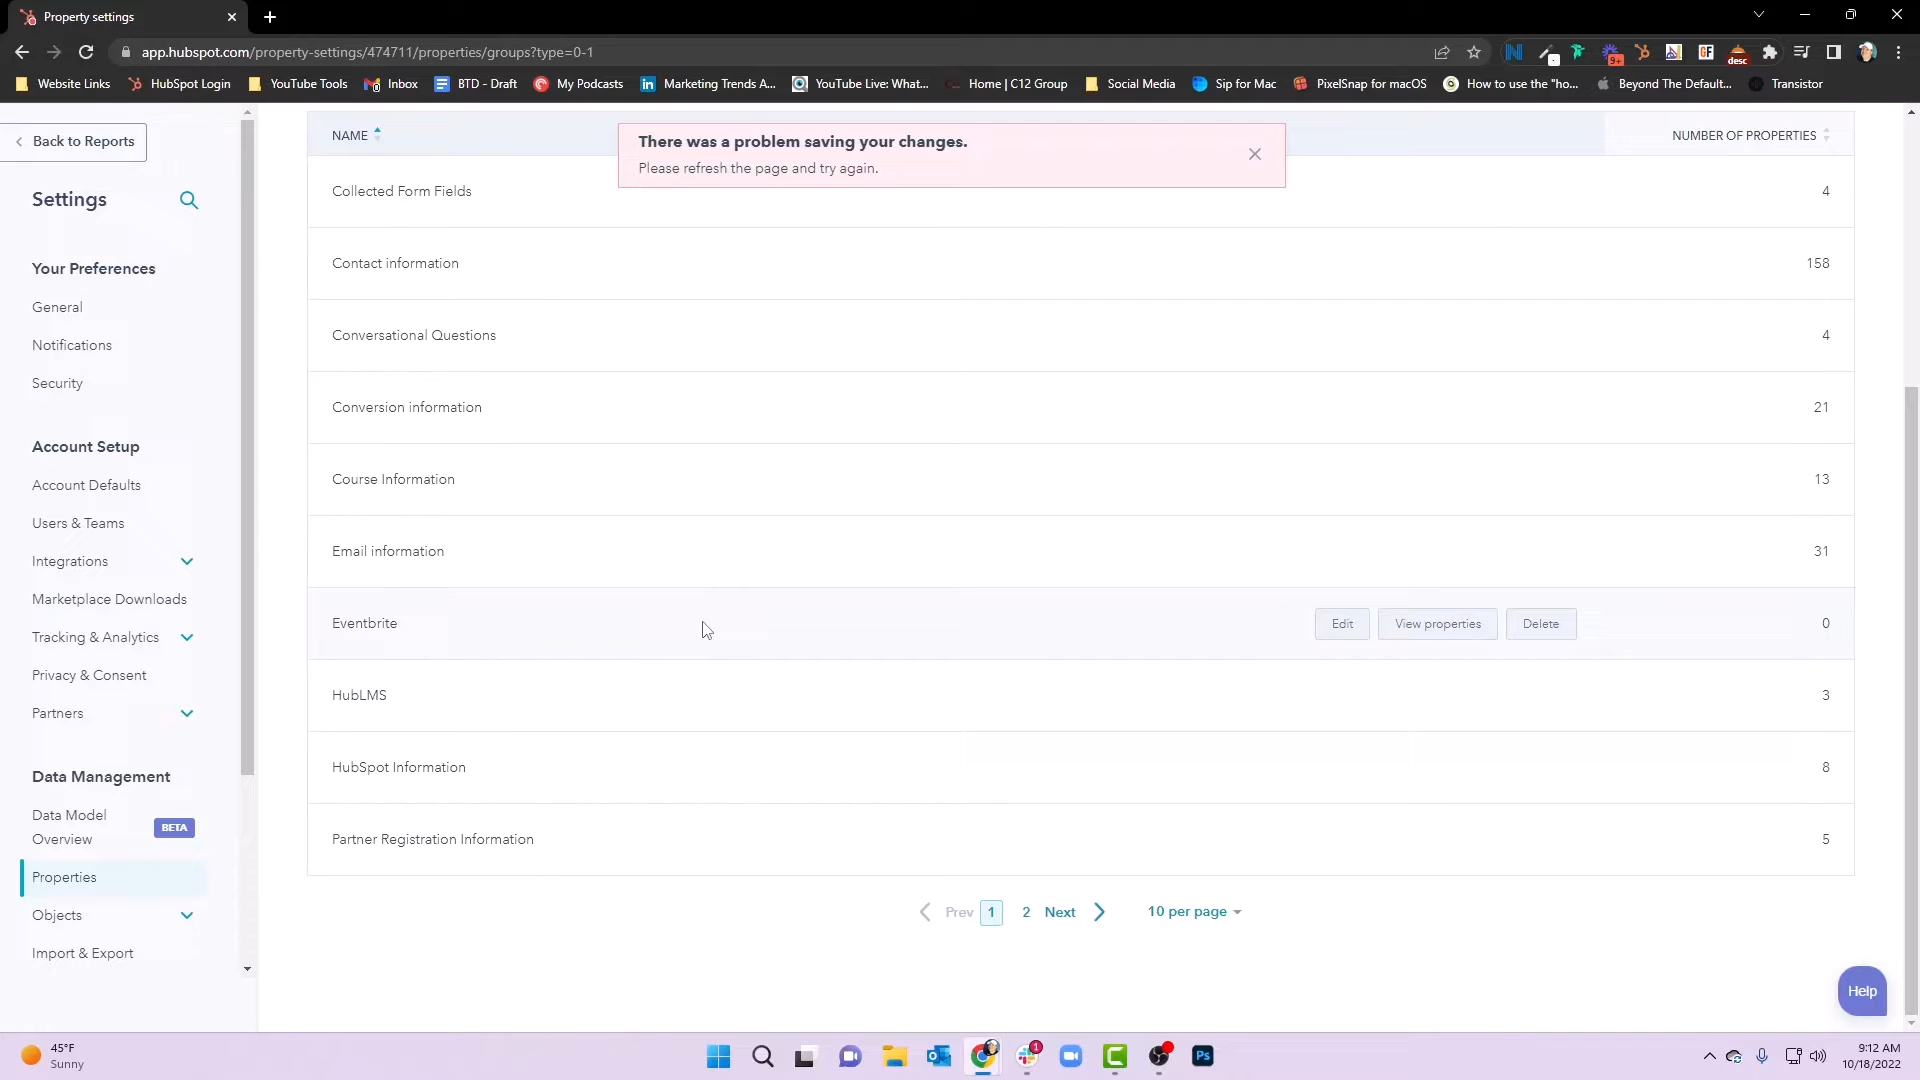 Property settings
app.hubspot.com/property-settings/474711/properties/groups?type=0-1
9+
desc
Website Links
HubSpot Login
YouTube Tools
Inbox
BTD - Draft
My Podcasts
Marketing Trends A...
YouTube Live: What...
Home | C12 Group
Social Media
Sip for Mac
PixelSnap for macOS
How to use the "ho...
Beyond The Default...
Transistor
Back to Reports
Settings
Your Preferences
General
Notifications
Security
Account Setup
Account Defaults
Users & Teams
Integrations
Marketplace Downloads
Tracking & Analytics
Privacy & Consent
Partners
Data Management
Data Model
Overview
BETA
Properties
Objects
Import & Export
NAME
NUMBER OF PROPERTIES
There was a problem saving your changes.
Please refresh the page and try again.
Collected Form Fields 4
Contact information 158
Conversational Questions 4
Conversion information 21
Course Information 13
Email information 31
Eventbrite Edit View properties Delete 0
HubLMS 3
HubSpot Information 8
Partner Registration Information 5
Prev 1 2 Next 10 per page
Help
45°F
Sunny
1
Ps
9:12 AM
10/18/2022